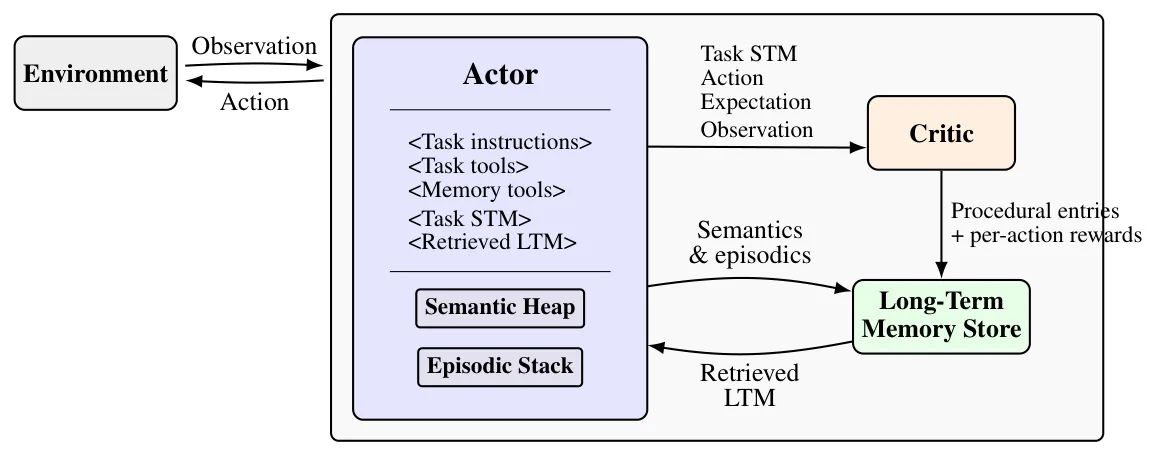 Environment
Observation
Action
Actor
<Task instructions>
<Task tools>
<Memory tools>
<Task STM>
<Retrieved LTM>
Semantic Heap
Episodic Stack
Task STM
Action
Expectation
Observation
Critic
Procedural entries
+ per-action rewards
Semantics
& episodics
Long-Term
Memory Store
Retrieved
LTM